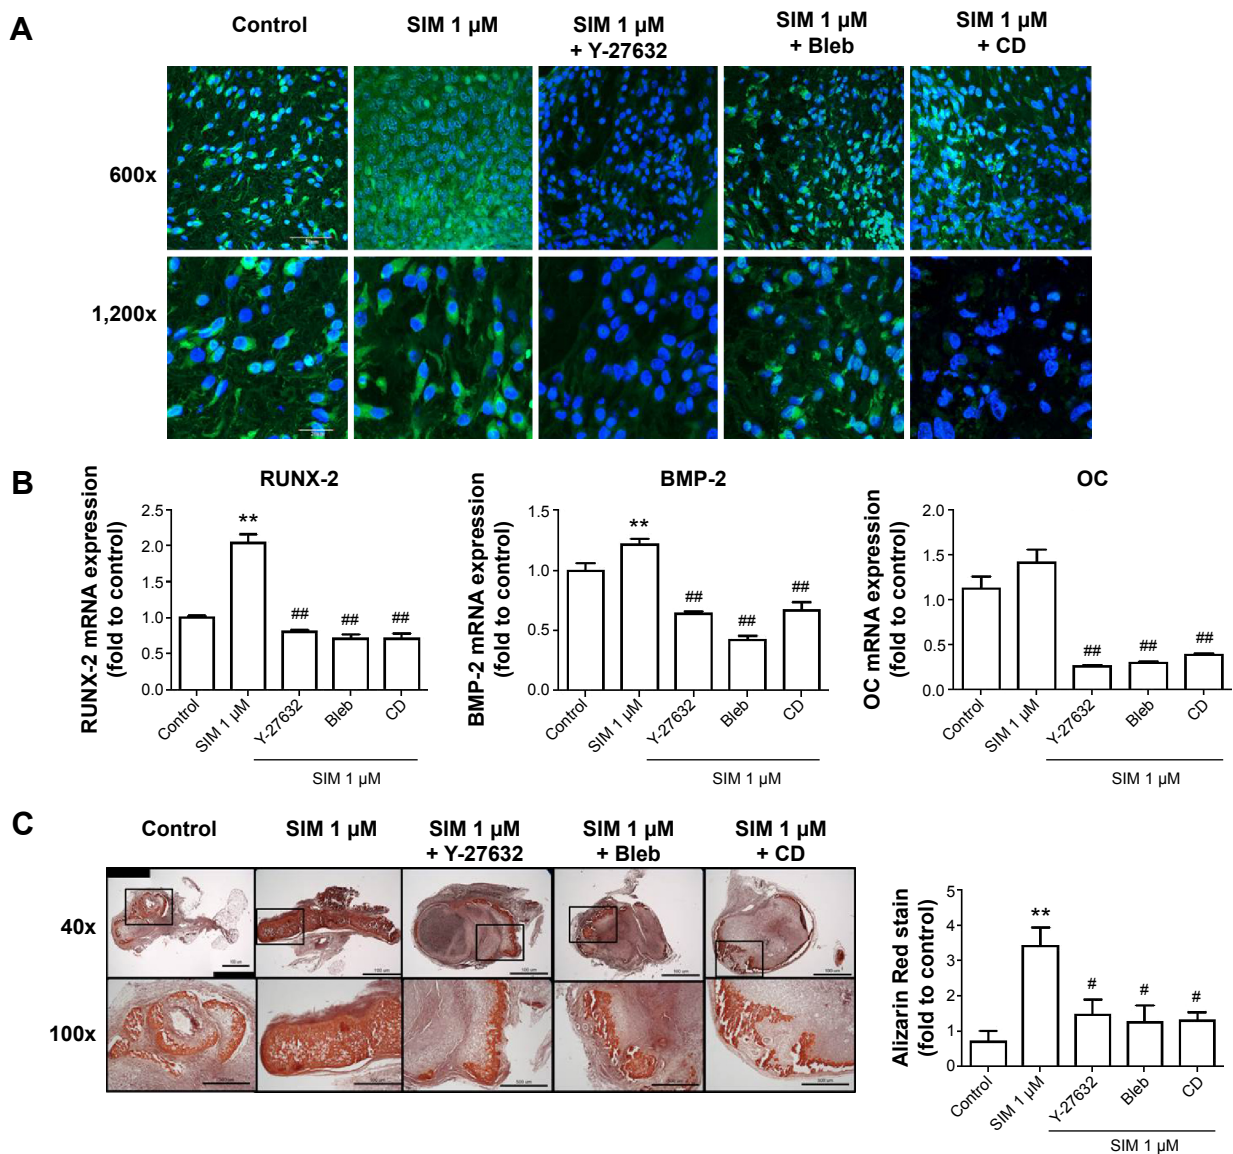 A
Control
SIM 1 µM
SIM 1 µM
+ Y-27632
SIM 1 µM
+ Bleb
SIM 1 µM
+ CD
600x
1,200x
B
RUNX-2
RUNX-2 mRNA expression
(fold to control)
2.5
2.0
1.5
1.0
0.5
0.0
**
##
##
##
Control
SIM 1 µM
Y-27632
Bleb
CD
SIM 1 µM
BMP-2
BMP-2 mRNA expression
(fold to control)
1.5
1.0
0.5
0.0
**
##
##
##
Control
SIM 1 µM
Y-27632
Bleb
CD
SIM 1 µM
OC
OC mRNA expression
(fold to control)
2.0
1.5
1.0
0.5
0.0
##
##
##
Control
SIM 1 µM
Y-27632
Bleb
CD
SIM 1 µM
C
Control
SIM 1 µM
SIM 1 µM
+ Y-27632
SIM 1 µM
+ Bleb
SIM 1 µM
+ CD
40x
100x
Alizarin Red stain
(fold to control)
5
4
3
2
1
0
**
#
#
#
Control
SIM 1 µM
Y-27632
Bleb
CD
SIM 1 µM